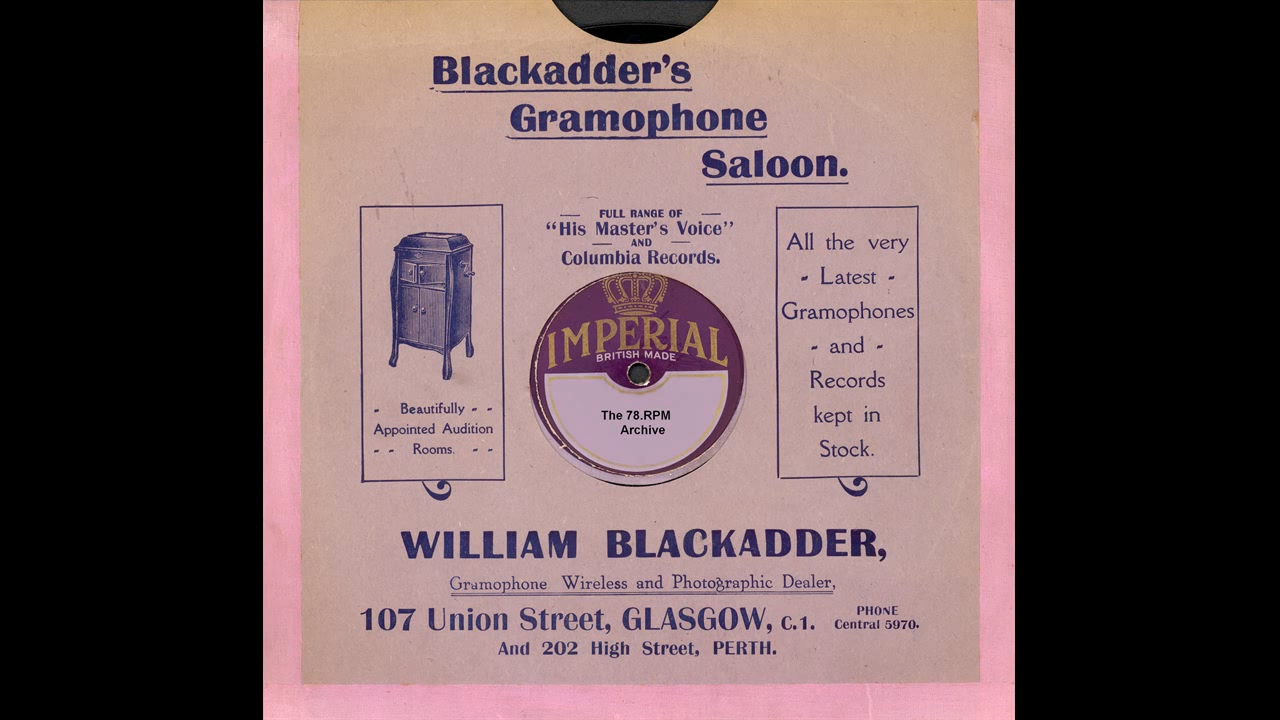 Blackadder's
Gramophone
Saloon.
FULL RANGE OF
"His Master's Voice"
AND
Columbia Records.
- Beautifully - -
Appointed Audition
- - Rooms. - -
IMPERIAL
BRITISH MADE
The 78.RPM
Archive
All the very
- Latest -
Gramophones
- and -
Records
kept in
Stock.
WILLIAM BLACKADDER,
Gramophone Wireless and Photographic Dealer,
107 Union Street, GLASGOW, C.1.
PHONE
Central 5970.
And 202 High Street, PERTH.